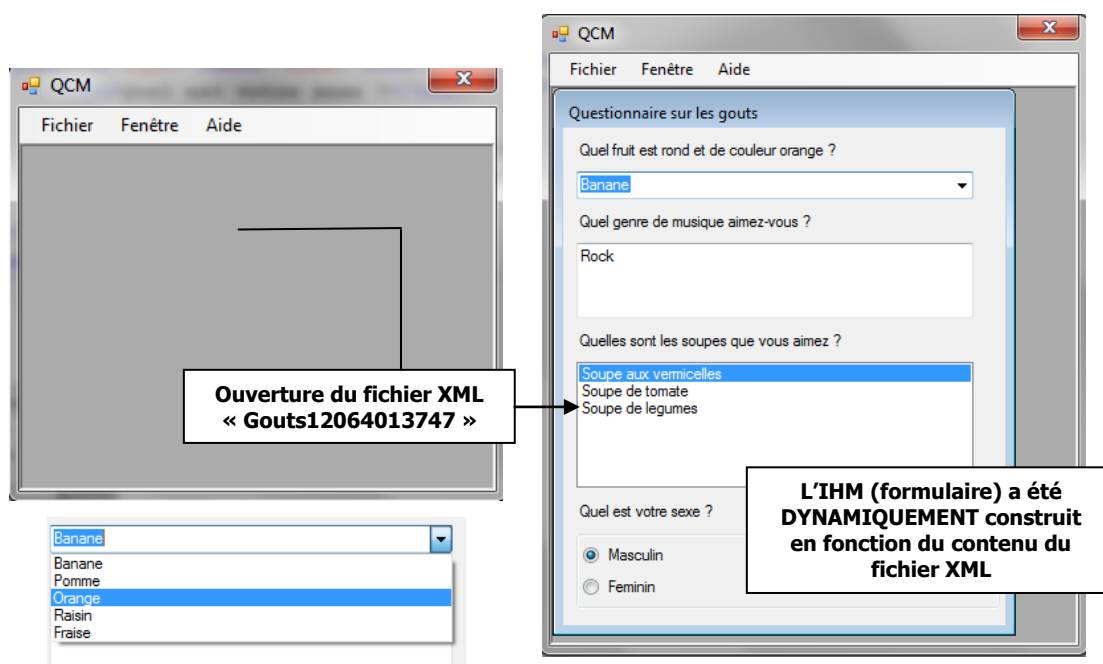 QCM
Fichier Fenêtre Aide
Ouverture du fichier XML
« Gouts12064013747 »
Banane
Banane
Pomme
Orange
Raisin
Fraise
QCM
Fichier Fenêtre Aide
Questionnaire sur les gouts
Quel fruit est rond et de couleur orange ?
Banane
Quel genre de musique aimez-vous ?
Rock
Quelles sont les soupes que vous aimez ?
Soupe aux vermicelles
Soupe de tomate
Soupe de legumes
Quel est votre sexe ?
Masculin
Feminin
L'IHM (formulaire) a été
DYNAMIQUEMENT construit
en fonction du contenu du
fichier XML